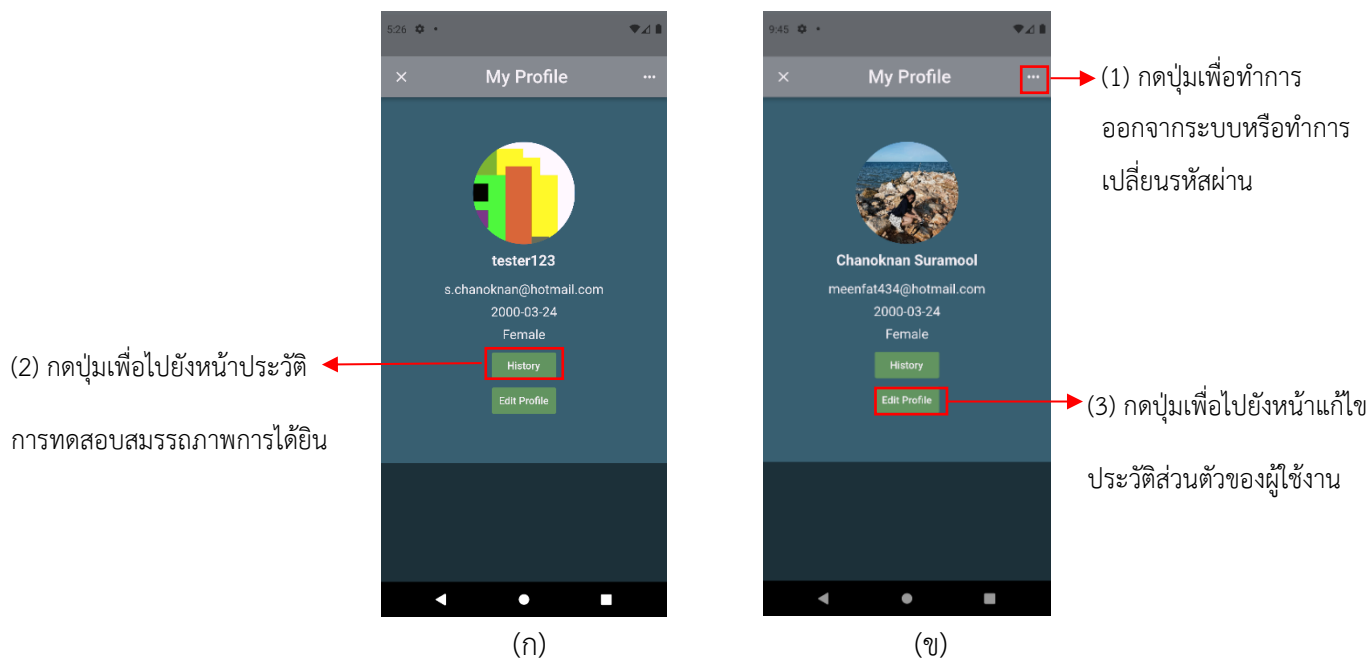 5:26
My Profile
tester123
s.chanoknan@hotmail.com
2000-03-24
Female
History
Edit Profile
(2) กดปุ่มเพื่อไปยังหน้าประวัติ
การทดสอบสมรรถภาพการได้ยิน
(ก)
9:45
My Profile
Chanoknan Suramool
meenfat434@hotmail.com
2000-03-24
Female
History
Edit Profile
(1) กดปุ่มเพื่อทำการ
ออกจากระบบหรือทำการ
เปลี่ยนรหัสผ่าน
(3) กดปุ่มเพื่อไปยังหน้าแก้ไข
ประวัติส่วนตัวของผู้ใช้งาน
(ข)